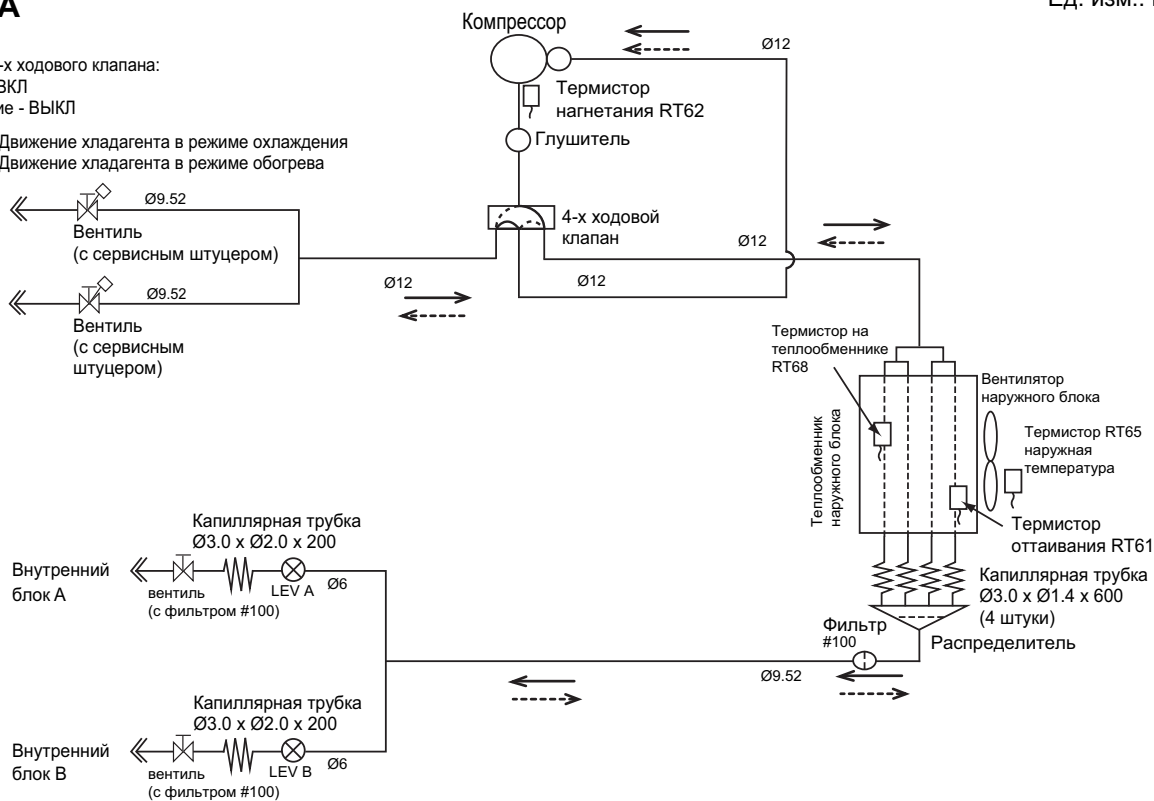 А
Компрессор
Ø12
-х ходового клапана:
ВКЛ
ие - ВЫКЛ
Термистор
нагнетания RT62
Движение хладагента в режиме охлаждения
Движение хладагента в режиме обогрева
Глушитель
Ø9.52
Вентиль
(с сервисным штуцером)
4-х ходовой
клапан
Ø12
Ø12
Ø12
Ø9.52
Вентиль
(с сервисным
штуцером)
Термистор на
теплообменнике
RT68
Вентилятор
наружного блока
Теплообменник
наружного блока
Термистор RT65
наружная
температура
Термистор
оттаивания RT61
Капиллярная трубка
Ø3.0 x Ø2.0 x 200
Внутренний
блок А
вентиль
(с фильтром #100)
LEV A
Ø6
Капиллярная трубка
Ø3.0 x Ø1.4 x 600
(4 штуки)
Фильтр
#100
Распределитель
Ø9.52
Капиллярная трубка
Ø3.0 x Ø2.0 x 200
Внутренний
блок В
вентиль
(с фильтром #100)
LEV B
Ø6